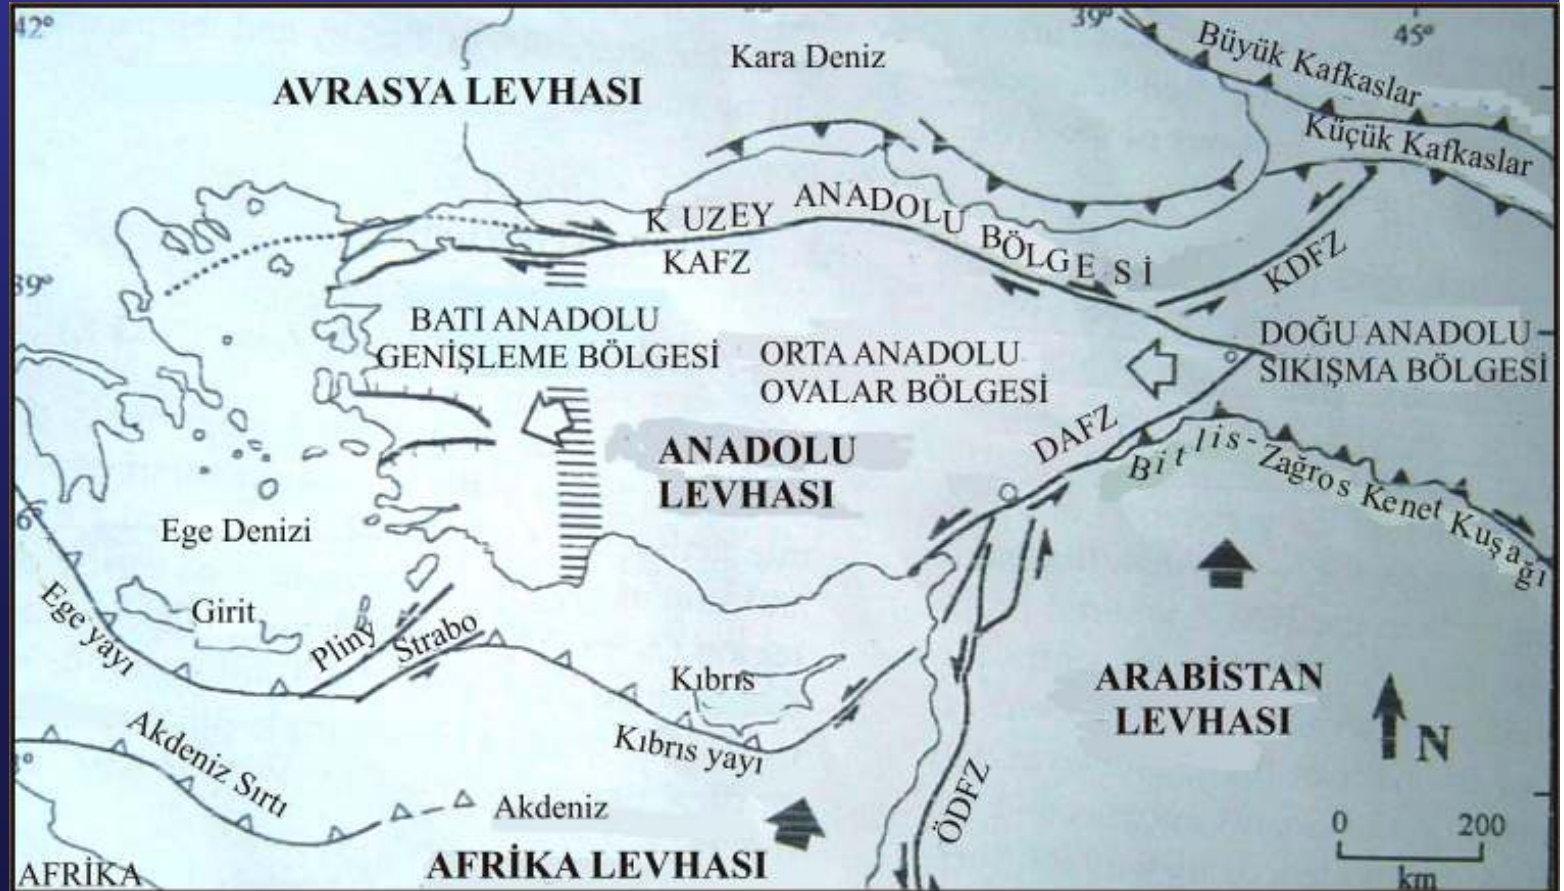 42°
39°
45°
Kara Deniz
Büyük Kafkaslar
AVRASYA LEVHASI
Küçük Kafkaslar
KUZEY ANADOLU BÖLGESİ
KAFZ
KDFZ
39°
BATI ANADOLU
GENİŞLEME BÖLGESİ
ORTA ANADOLU
OVALAR BÖLGESİ
DOĞU ANADOLU
SIKIŞMA BÖLGESİ
DAFZ
ANADOLU
LEVHASI
Bitlis-Zağros Kenet Kuşağı
Ege Denizi
Girit
Ege yayı
Pliny
Strabo
Kıbrıs
Kıbrıs yayı
ARABİSTAN
LEVHASI
N
Akdeniz Sırtı
Akdeniz
ÖDFZ
0 200
km
AFRİKA LEVHASI
AFRİKA